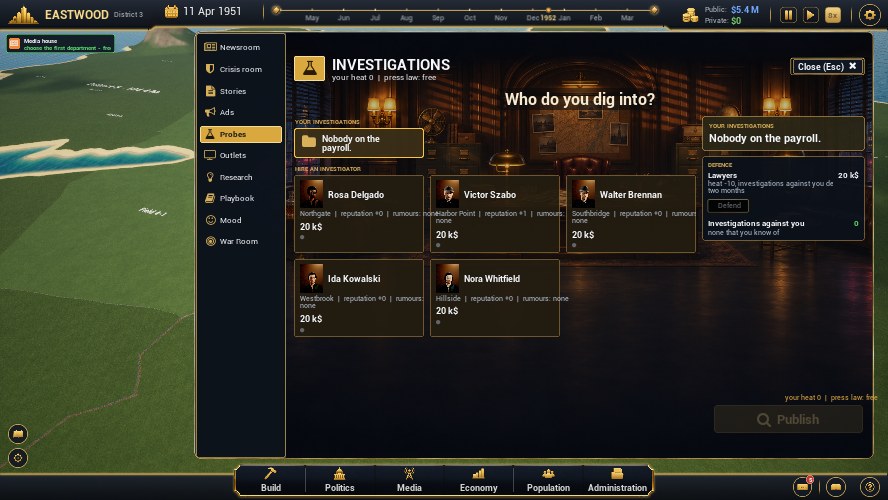 EASTWOOD District 3
11 Apr 1951
May Jun Jul Aug Sep Oct Nov Dec 1952 Jan Feb Mar
Public: $5.4 M
Private: $0
8x
Media house
choose the first department - free
Newsroom
Crisis room
Stories
Ads
Probes
Outlets
Research
Playbook
Mood
War Room
INVESTIGATIONS
your heat 0 | press law: free
Close (Esc) ✖
Who do you dig into?
YOUR INVESTIGATIONS
Nobody on the
payroll.
HIRE AN INVESTIGATOR
Rosa Delgado
Northgate | reputation +0 | rumours: none
20 k$
Victor Szabo
Harbor Point | reputation +1 | rumours:
none
20 k$
Walter Brennan
Southbridge | reputation +0 | rumours:
none
20 k$
Ida Kowalski
Westbrook | reputation +0 | rumours:
none
20 k$
Nora Whitfield
Hillside | reputation +0 | rumours: none
20 k$
YOUR INVESTIGATIONS
Nobody on the payroll.
DEFENCE
Lawyers 20 k$
heat -10, investigations against you die
two months
Defend
Investigations against you 0
none that you know of
your heat 0 | press law: free
Publish
Build
Politics
Media
Economy
Population
Administration